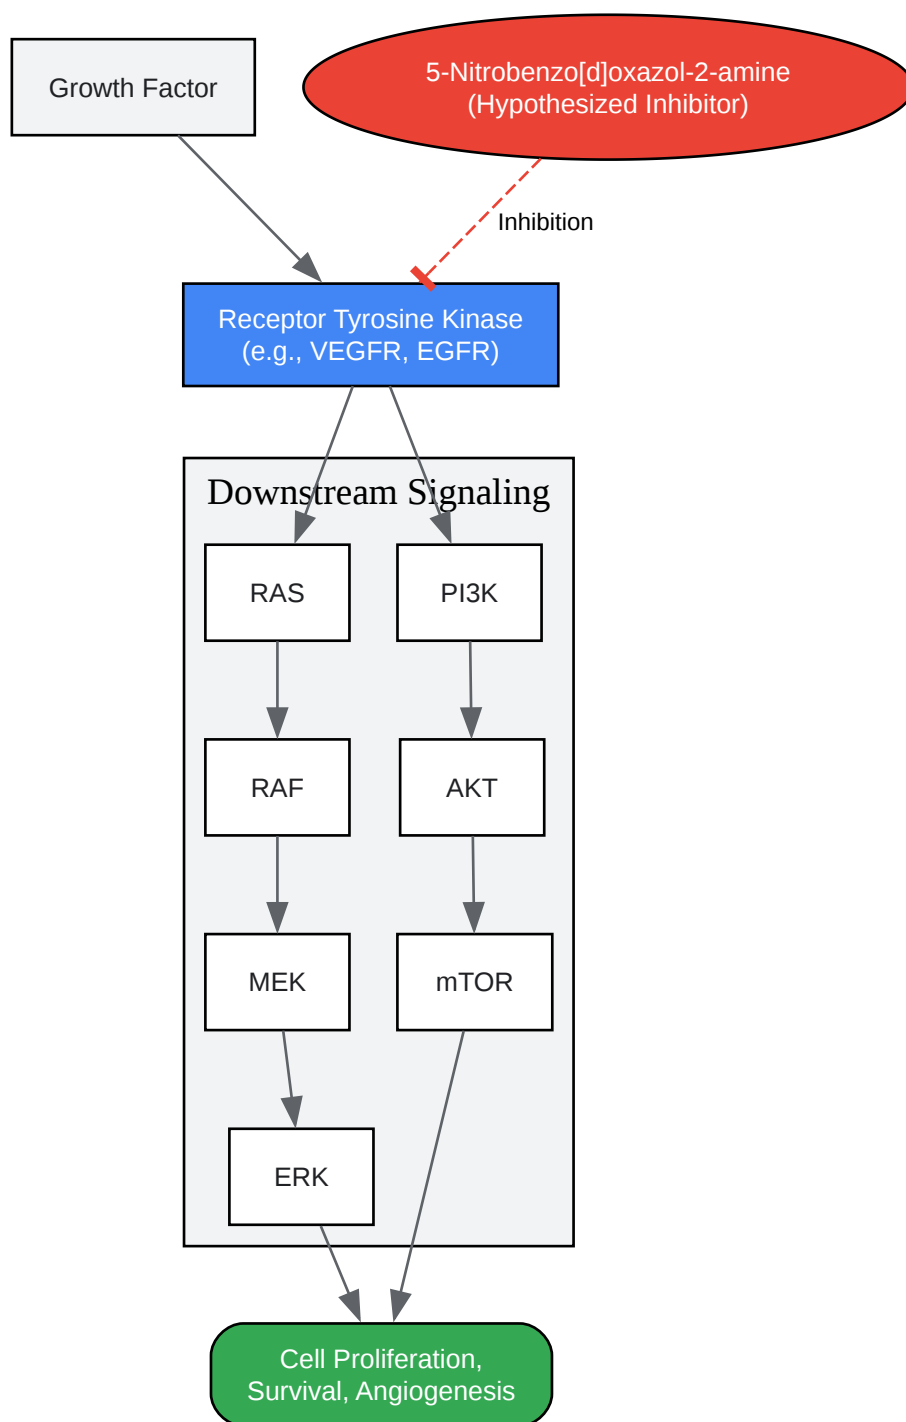 Growth Factor
5-Nitrobenzo[d]oxazol-2-amine
(Hypothesized Inhibitor)
Inhibition
Receptor Tyrosine Kinase
(e.g., VEGFR, EGFR)
Downstream Signaling
RAS
PI3K
RAF
AKT
MEK
mTOR
ERK
Cell Proliferation,
Survival, Angiogenesis